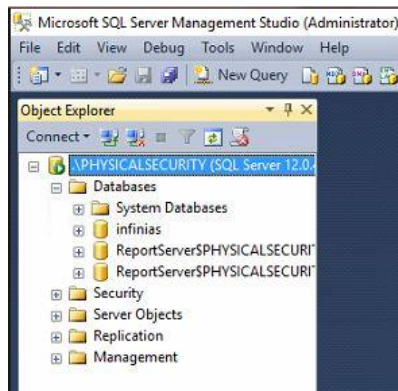 Microsoft SQL Server Management Studio (Administrator)
File Edit View Debug Tools Window Help
New Query
Object Explorer
Connect
.\PHYSICALSECURITY (SQL Server 12.0.
Databases
System Databases
infinias
ReportServer$PHYSICALSECURI
ReportServer$PHYSICALSECURI
Security
Server Objects
Replication
Management